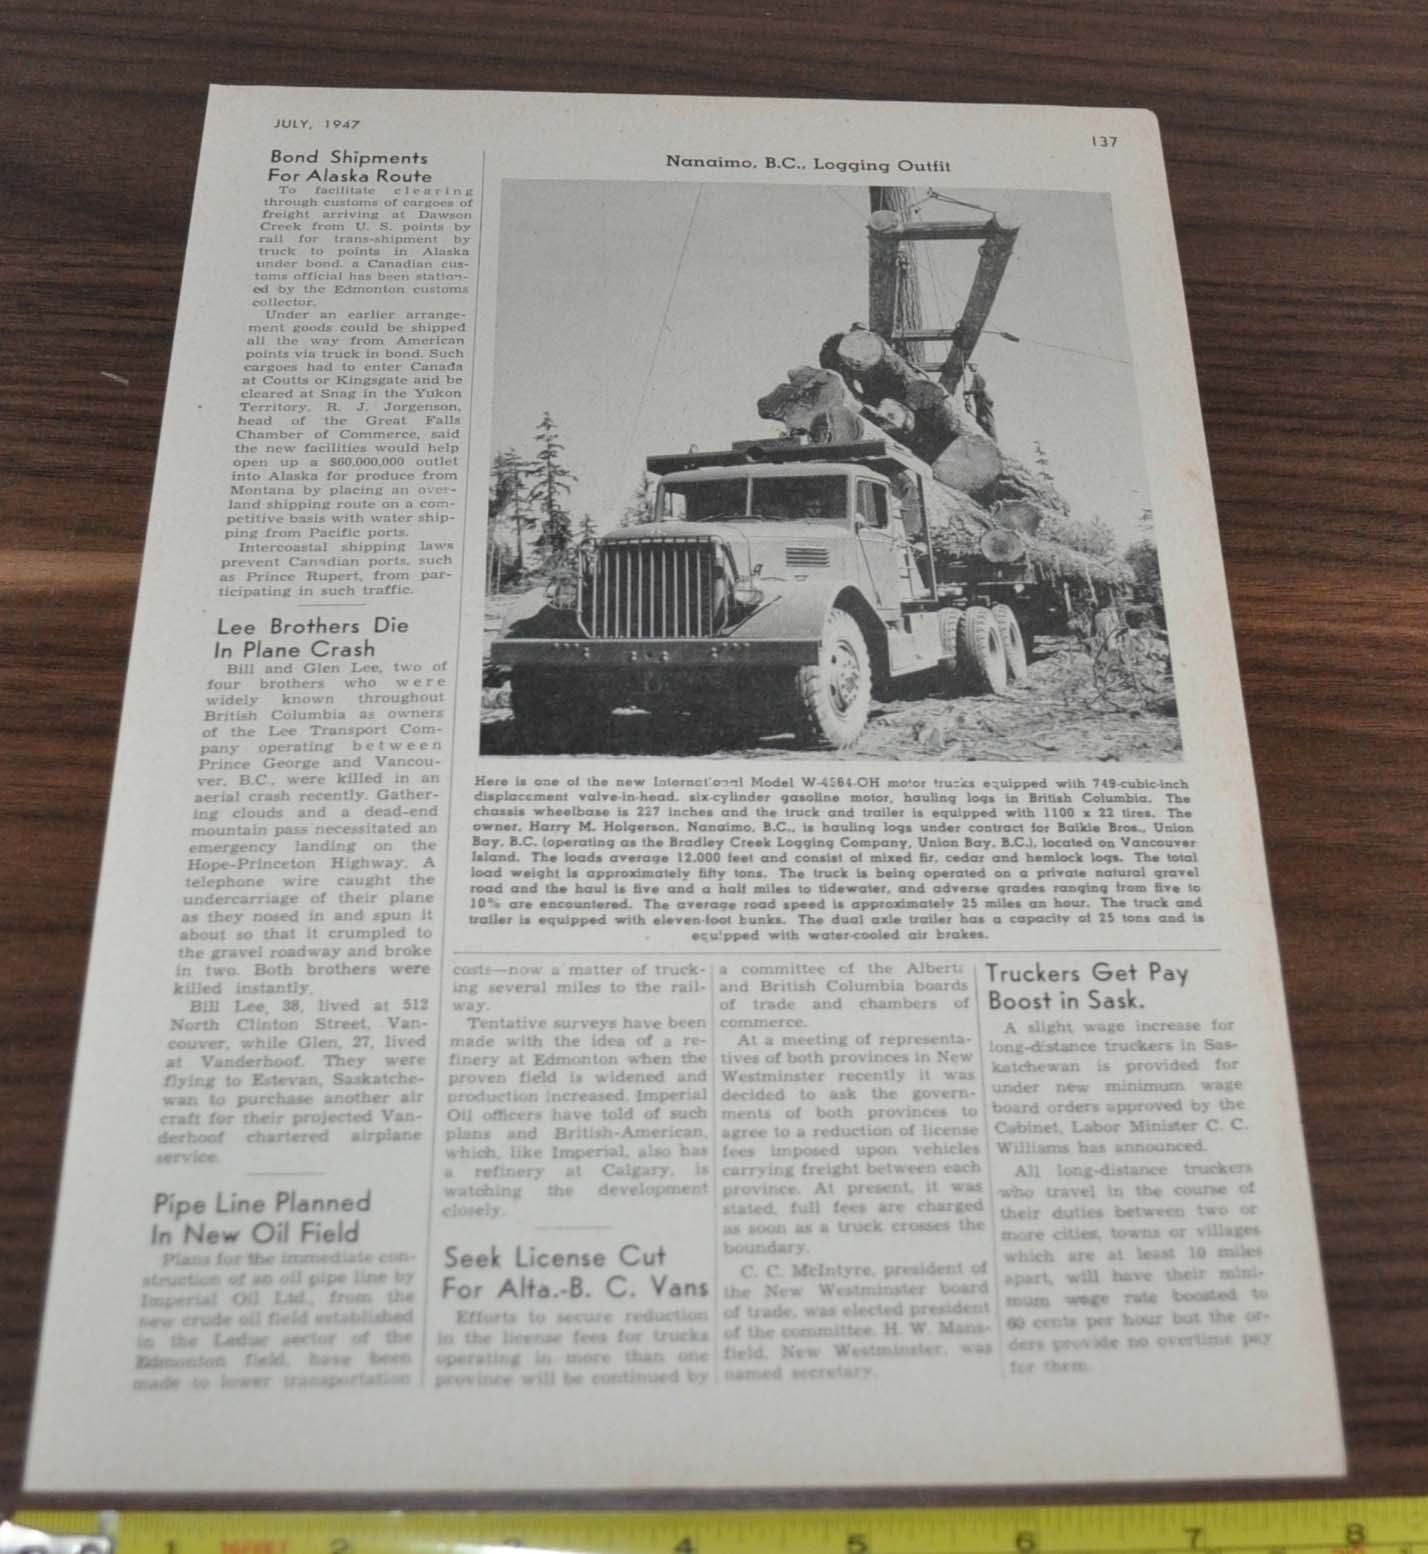 JULY, 1947
137
Bond Shipments
For Alaska Route
To facilitate clearing
through customs of cargoes of
freight arriving at Dawson
Creek from U. S. points by
rail for trans-shipment by
truck to points in Alaska
under bond, a Canadian cus-
toms official has been station-
ed by the Edmonton customs
collector.
Under an earlier arrange-
ment goods could be shipped
all the way from American
points via truck in bond. Such
cargoes had to enter Canada
at Coutts or Kingsgate and be
cleared at Snag in the Yukon
Territory. R. J. Jorgenson,
head of the Great Falls
Chamber of Commerce, said
the new facilities would help
open up a $60,000,000 outlet
into Alaska for produce from
Montana by placing an over-
land shipping route on a com-
petitive basis with water ship-
ping from Pacific ports.
Intercoastal shipping laws
prevent Canadian ports, such
as Prince Rupert, from par-
ticipating in such traffic.
Lee Brothers Die
In Plane Crash
Bill and Glen Lee, two of
four brothers who were
widely known throughout
British Columbia as owners
of the Lee Transport Com-
pany operating between
Prince George and Vancou-
ver, B.C., were killed in an
aerial crash recently. Gather-
ing clouds and a dead-end
mountain pass necessitated an
emergency landing on the
Hope-Princeton Highway. A
telephone wire caught the
undercarriage of their plane
as they nosed in and spun it
about so that it crumpled to
the gravel roadway and broke
in two. Both brothers were
killed instantly.
Bill Lee, 38, lived at 512
North Clinton Street, Van-
couver, while Glen, 27, lived
at Vanderhoof. They were
flying to Estevan, Saskatche-
wan to purchase another air
craft for their projected Van-
derhoof chartered airplane
service.
Pipe Line Planned
In New Oil Field
Plans for the immediate con-
struction of an oil pipe line by
Imperial Oil Ltd., from the
new crude oil field established
in the Leduc sector of the
Edmonton field, have been
made to lower transportation
Nanaimo, B.C., Logging Outfit
Here is one of the new International Model W-4564-OH motor trucks equipped with 749-cubic-inch
displacement valve-in-head, six-cylinder gasoline motor, hauling logs in British Columbia. The
chassis wheelbase is 227 inches and the truck and trailer is equipped with 1100 x 22 tires. The
owner, Harry M. Holgerson, Nanaimo, B.C., is hauling logs under contract for Baikie Bros., Union
Bay, B.C. (operating as the Bradley Creek Logging Company, Union Bay, B.C.), located on Vancouver
Island. The loads average 12,000 feet and consist of mixed fir, cedar and hemlock logs. The total
load weight is approximately fifty tons. The truck is being operated on a private natural gravel
road and the haul is five and a half miles to tidewater, and adverse grades ranging from five to
10% are encountered. The average road speed is approximately 25 miles an hour. The truck and
trailer is equipped with eleven-foot bunks. The dual axle trailer has a capacity of 25 tons and is
equipped with water-cooled air brakes.
costs—now a matter of truck-
ing several miles to the rail-
way.
Tentative surveys have been
made with the idea of a re-
finery at Edmonton when the
proven field is widened and
production increased. Imperial
Oil officers have told of such
plans and British-American,
which, like Imperial, also has
a refinery at Calgary, is
watching the development
closely.
Seek License Cut
For Alta.-B. C. Vans
Efforts to secure reduction
in the license fees for trucks
operating in more than one
province will be continued by
a committee of the Alberta
and British Columbia boards
of trade and chambers of
commerce.
At a meeting of representa-
tives of both provinces in New
Westminster recently it was
decided to ask the govern-
ments of both provinces to
agree to a reduction of license
fees imposed upon vehicles
carrying freight between each
province. At present, it was
stated, full fees are charged
as soon as a truck crosses the
boundary.
C. C. McIntyre, president of
the New Westminster board
of trade, was elected president
of the committee. H. W. Mans-
field, New Westminster, was
named secretary.
Truckers Get Pay
Boost in Sask.
A slight wage increase for
long-distance truckers in Sas-
katchewan is provided for
under new minimum wage
board orders approved by the
Cabinet, Labor Minister C. C.
Williams has announced.
All long-distance truckers
who travel in the course of
their duties between two or
more cities, towns or villages
which are at least 10 miles
apart, will have their mini-
mum wage rate boosted to
60 cents per hour but the or-
ders provide no overtime pay
for them.
1 2 3 4 5 6 7 8